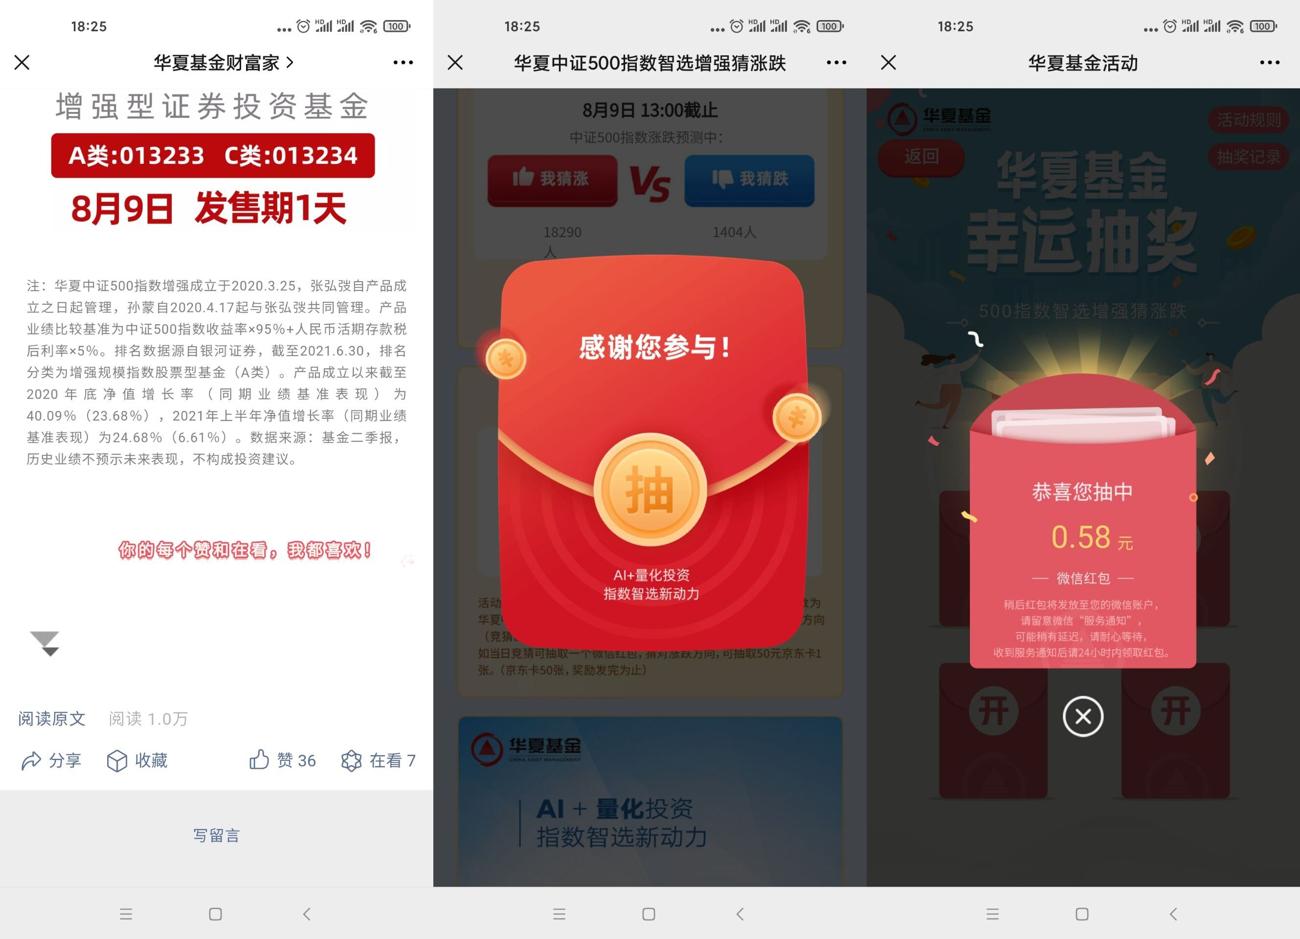 18:25
100
华夏基金财富家
增强型证券投资基金
A类:013233 C类:013234
8月9日 发售期1天
注：华夏中证500指数增强成立于2020.3.25，张弘弢自产品成
立之日起管理，孙蒙自2020.4.17起与张弘弢共同管理。产品
业绩比较基准为中证500指数收益率×95%+人民币活期存款税
后利率×5%。排名数据源自银河证券，截至2021.6.30，排名
分类为增强规模指数股票型基金（A类）。产品成立以来截至
2020年底净值增长率（同期业绩基准表现）为
40.09%（23.68%），2021年上半年净值增长率（同期业绩
基准表现）为24.68%（6.61%）。数据来源：基金二季报，
历史业绩不预示未来表现，不构成投资建议。
你的每个赞和在看，我都喜欢！
阅读原文 阅读 1.0万
分享 收藏 赞 36 在看 7
写留言
18:25
100
华夏中证500指数智选增强猜涨跌
8月9日 13:00截止
中证500指数涨跌预测中：
我猜涨 VS 我猜跌
18290
人
1404人
感谢您参与！
抽
AI+量化投资
指数智选新动力
活动
数为
华夏
方向
（竞猜
如当日竞猜可抽取一个微信红包，猜对涨跌方向，可抽取50元京东卡1
张。（京东卡50张，奖励发完为止）
华夏基金
CHINA ASSET MANAGEMENT
AI + 量化投资
指数智选新动力
18:25
100
华夏基金活动
华夏基金
CHINA ASSET MANAGEMENT
活动规则
返回
抽奖记录
华夏基金
幸运抽奖
500指数智选增强猜涨跌
恭喜您抽中
0.58 元
微信红包
稍后红包将发放至您的微信账户，
请留意微信“服务通知”，
可能稍有延迟，请耐心等待，
收到服务通知后请24小时内领取红包。
开
开